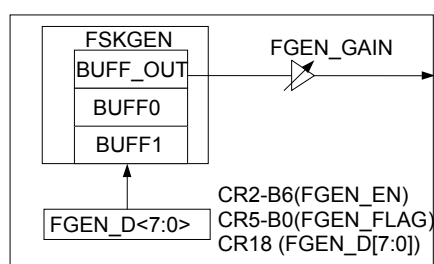 FSKGEN
FGEN_GAIN
BUFF_OUT
BUFF0
BUFF1
FGEN_D<7:0>
CR2-B6(FGEN_EN)
CR5-B0(FGEN_FLAG)
CR18 (FGEN_D[7:0])